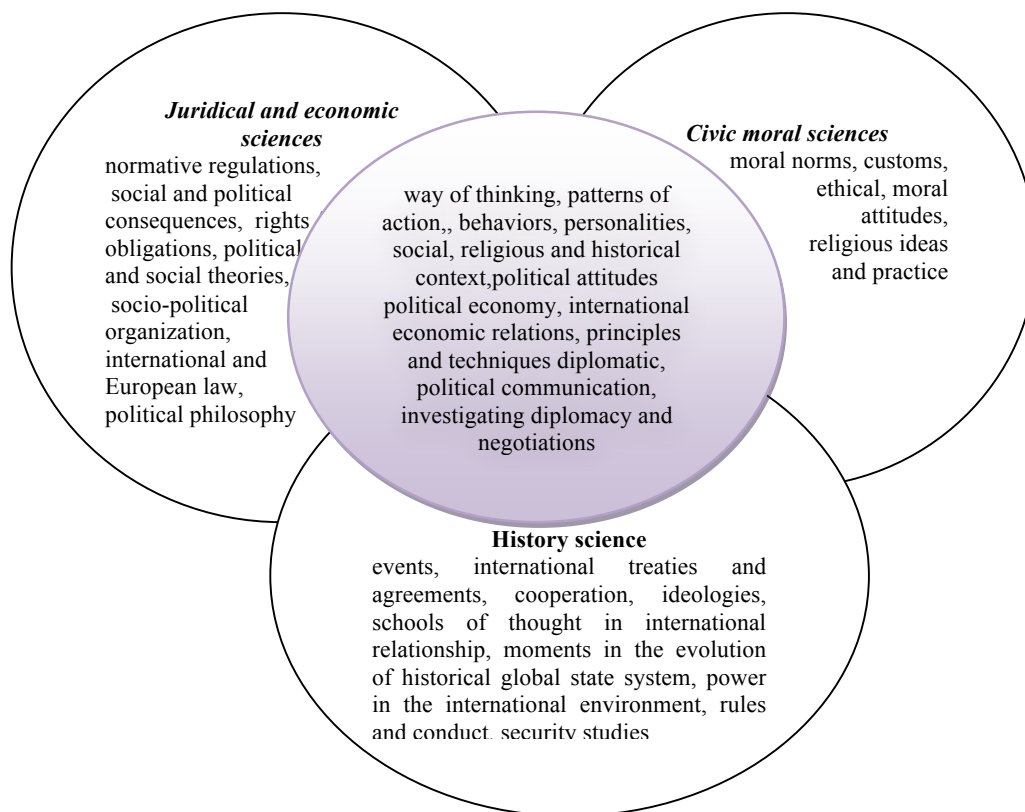 Juridical and economic
sciences
normative regulations,
social and political
consequences, rights
obligations, political
and social theories,
socio-political
organization,
international and
European law,
political philosophy
way of thinking, patterns of
action,, behaviors, personalities,
social, religious and historical
context,political attitudes
political economy, international
economic relations, principles
and techniques diplomatic,
political communication,
investigating diplomacy and
negotiations
Civic moral sciences
moral norms, customs,
ethical, moral
attitudes,
religious ideas
and practice
History science
events, international treaties and
agreements, cooperation, ideologies,
schools of thought in international
relationship, moments in the evolution
of historical global state system, power
in the international environment, rules
and conduct, security studies